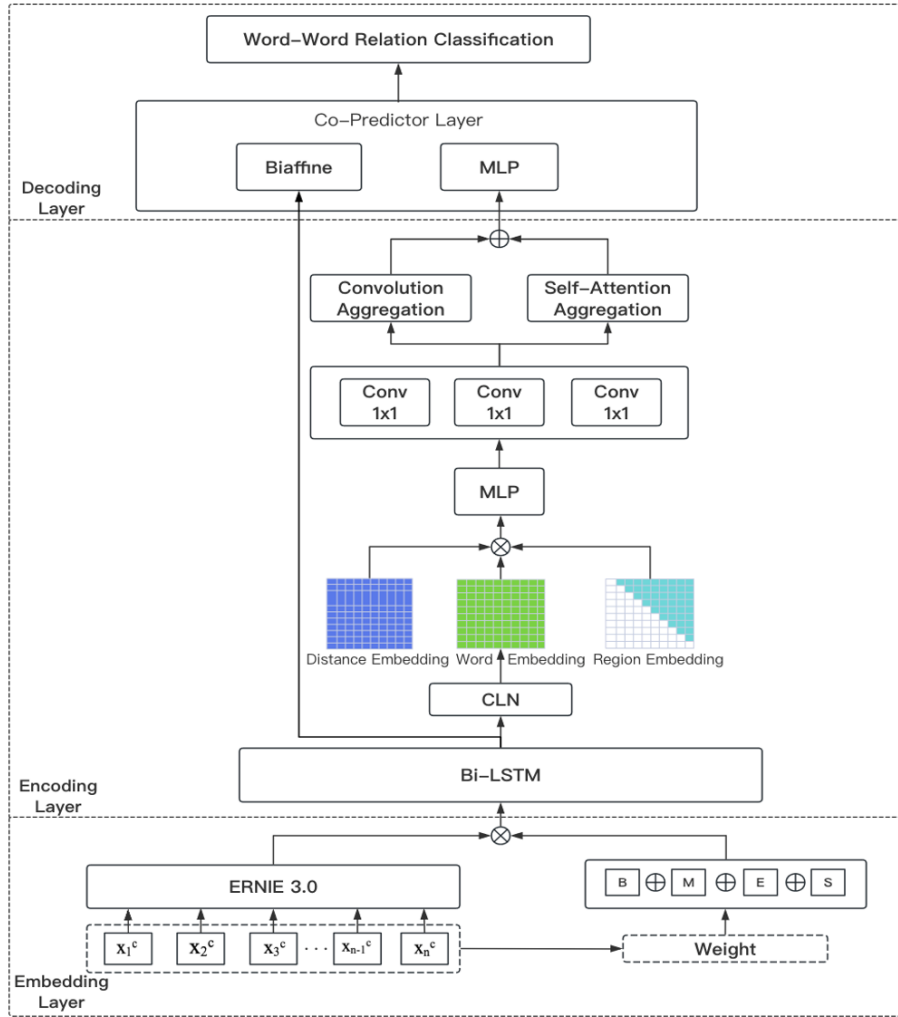 Word-Word Relation Classification
Co-Predictor Layer
Biaffine
MLP
Decoding
Layer
Convolution
Aggregation
Self-Attention
Aggregation
Conv
1x1
Conv
1x1
Conv
1x1
MLP
Distance Embedding
Word Embedding
Region Embedding
CLN
Bi-LSTM
Encoding
Layer
ERNIE 3.0
B ⊕ M ⊕ E ⊕ S
x₁ᶜ x₂ᶜ x₃ᶜ ··· xₙ₋₁ᶜ xₙᶜ
Weight
Embedding
Layer